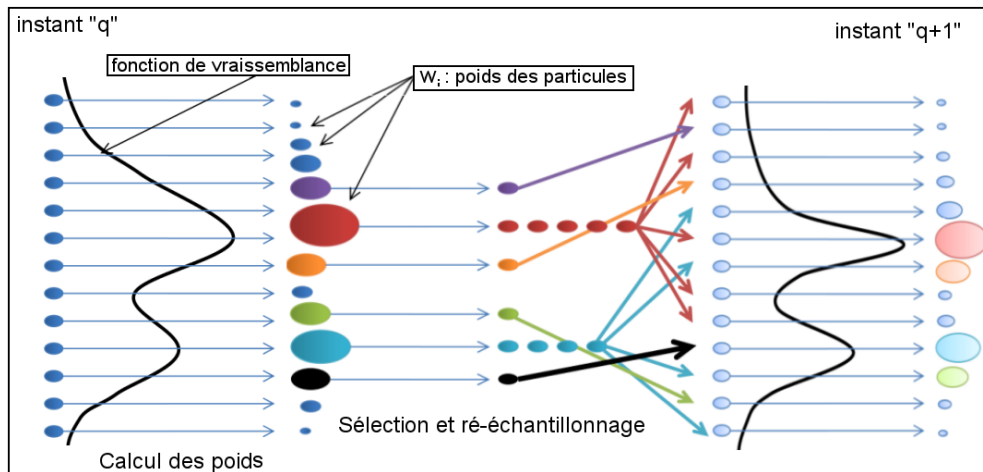 instant "q"
instant "q+1"
fonction de vraissemblance
Wi : poids des particules
Sélection et ré-échantillonnage
Calcul des poids